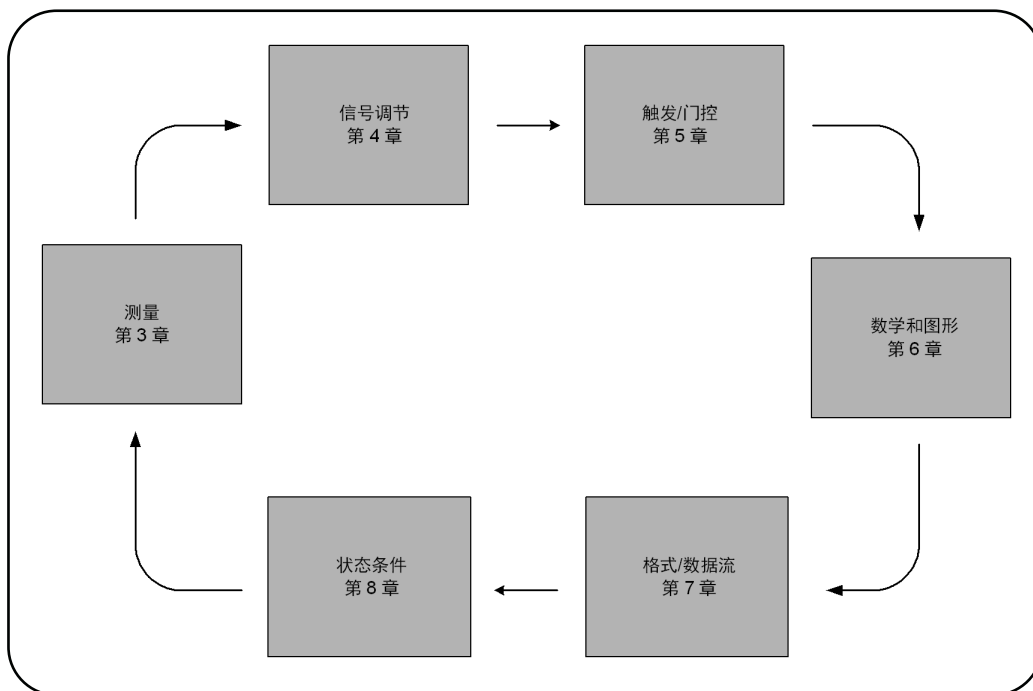 信号调节
第 4 章
触发/门控
第 5 章
测量
第 3 章
数学和图形
第 6 章
状态条件
第 8 章
格式/数据流
第 7 章